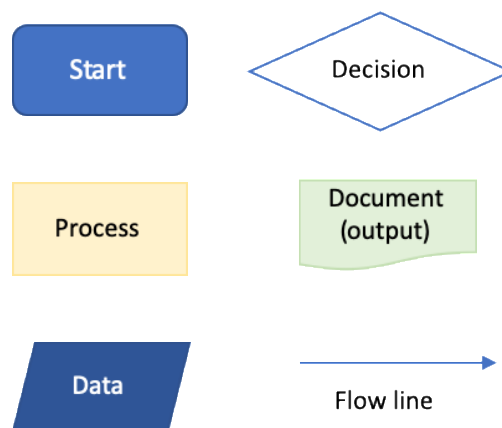 Start
Decision
Process
Document
(output)
Data
Flow line